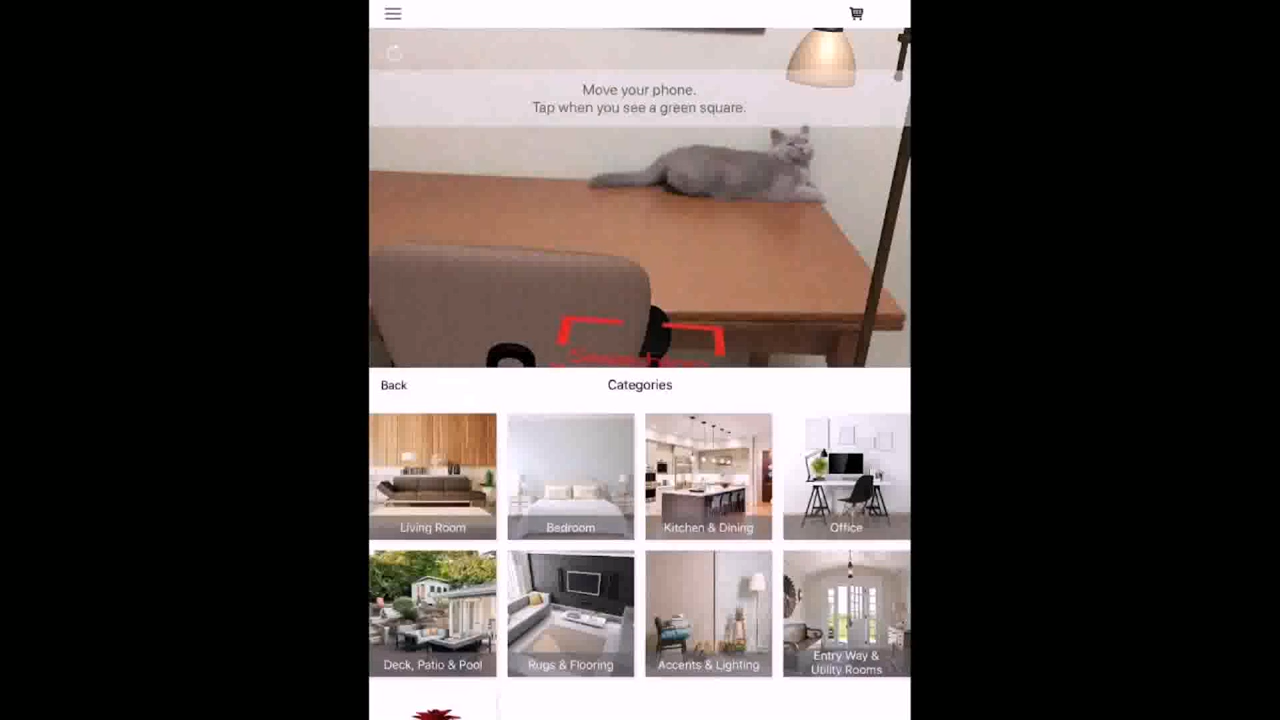 Move your phone.
Tap when you see a green square.
Back
Categories
Living Room
Bedroom
Kitchen & Dining
Office
Deck, Patio & Pool
Rugs & Flooring
Accents & Lighting
Entry Way &
Utility Rooms